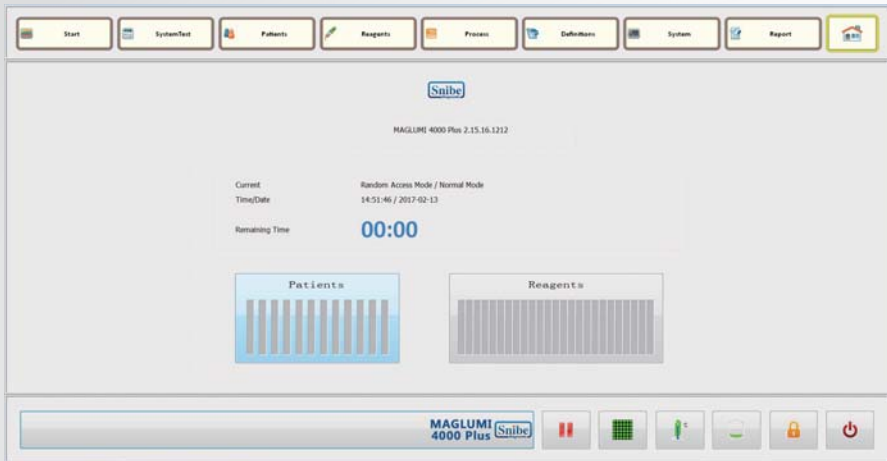 Start SystemTest Patients Reagents Process Definitions System Report
Snibe
MAGLUMI 4000 Plus 2.15.16.1212
Current Random Access Mode / Normal Mode
Time/Date 14:51:46 / 2017-02-13
Remaining Time 00:00
Patients Reagents
MAGLUMI
4000 Plus Snibe
°C